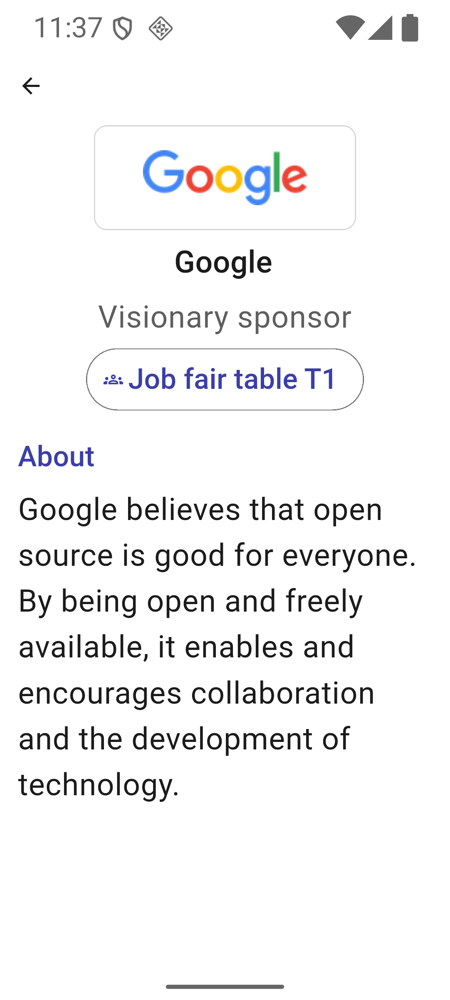 11:37
Google
Google
Visionary sponsor
Job fair table T1
About
Google believes that open
source is good for everyone.
By being open and freely
available, it enables and
encourages collaboration
and the development of
technology.